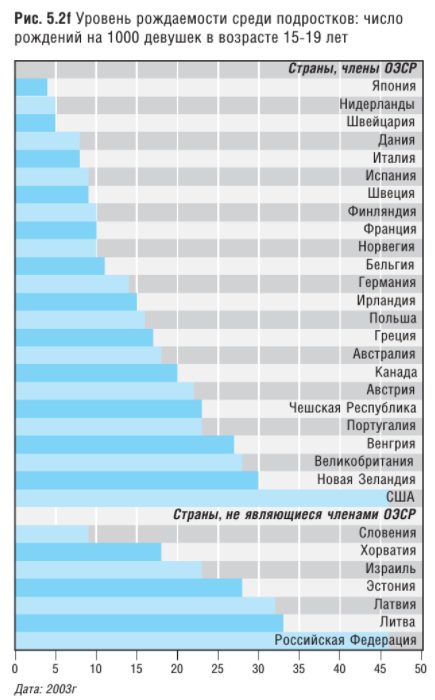 Рис. 5.2f Уровень рождаемости среди подростков: число
рождений на 1000 девушек в возрасте 15-19 лет
Страны, члены ОЭСР
Япония
Нидерланды
Швейцария
Дания
Италия
Испания
Швеция
Финляндия
Франция
Норвегия
Бельгия
Германия
Ирландия
Польша
Греция
Австралия
Канада
Австрия
Чешская Республика
Португалия
Венгрия
Великобритания
Новая Зеландия
США
Страны, не являющиеся членами ОЭСР
Словения
Хорватия
Израиль
Эстония
Латвия
Литва
Российская Федерация
0 5 10 15 20 25 30 35 40 45 50
Дата: 2003г